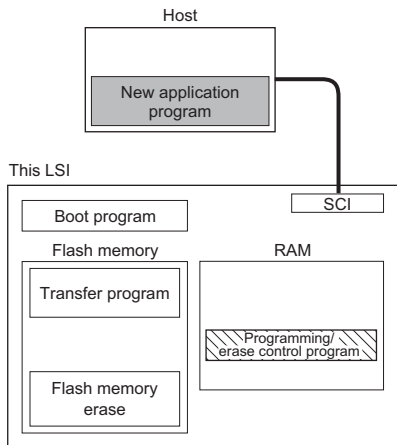 Host
New application
program
This LSI
SCI
Boot program
Flash memory
RAM
Transfer program
Programming/
erase control program
Flash memory
erase